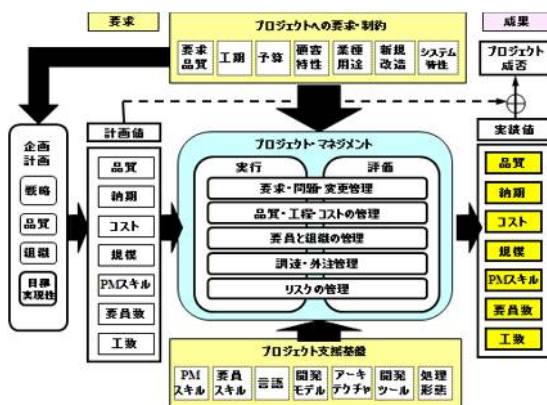 要求
プロジェクトへの要求・制約
成果
要求
品質
工期
予算
顧客
特性
業種
用途
新規
改造
システム
特性
プロジェクト
成否
計画値
実績値
企画
計画
戦略
品質
組織
目標
実現性
品質
納期
コスト
規模
PMスキル
要員数
工数
プロジェクト・マネジメント
実行
評価
要求・問題・変更管理
品質・工程・コストの管理
要員と組織の管理
調達・外注管理
リスクの管理
品質
納期
コスト
規模
PMスキル
要員数
工数
プロジェクト支援基盤
PM
スキル
要員
スキル
言語
開発
モデル
アーキ
テクチャ
開発
ツール
処理
形態